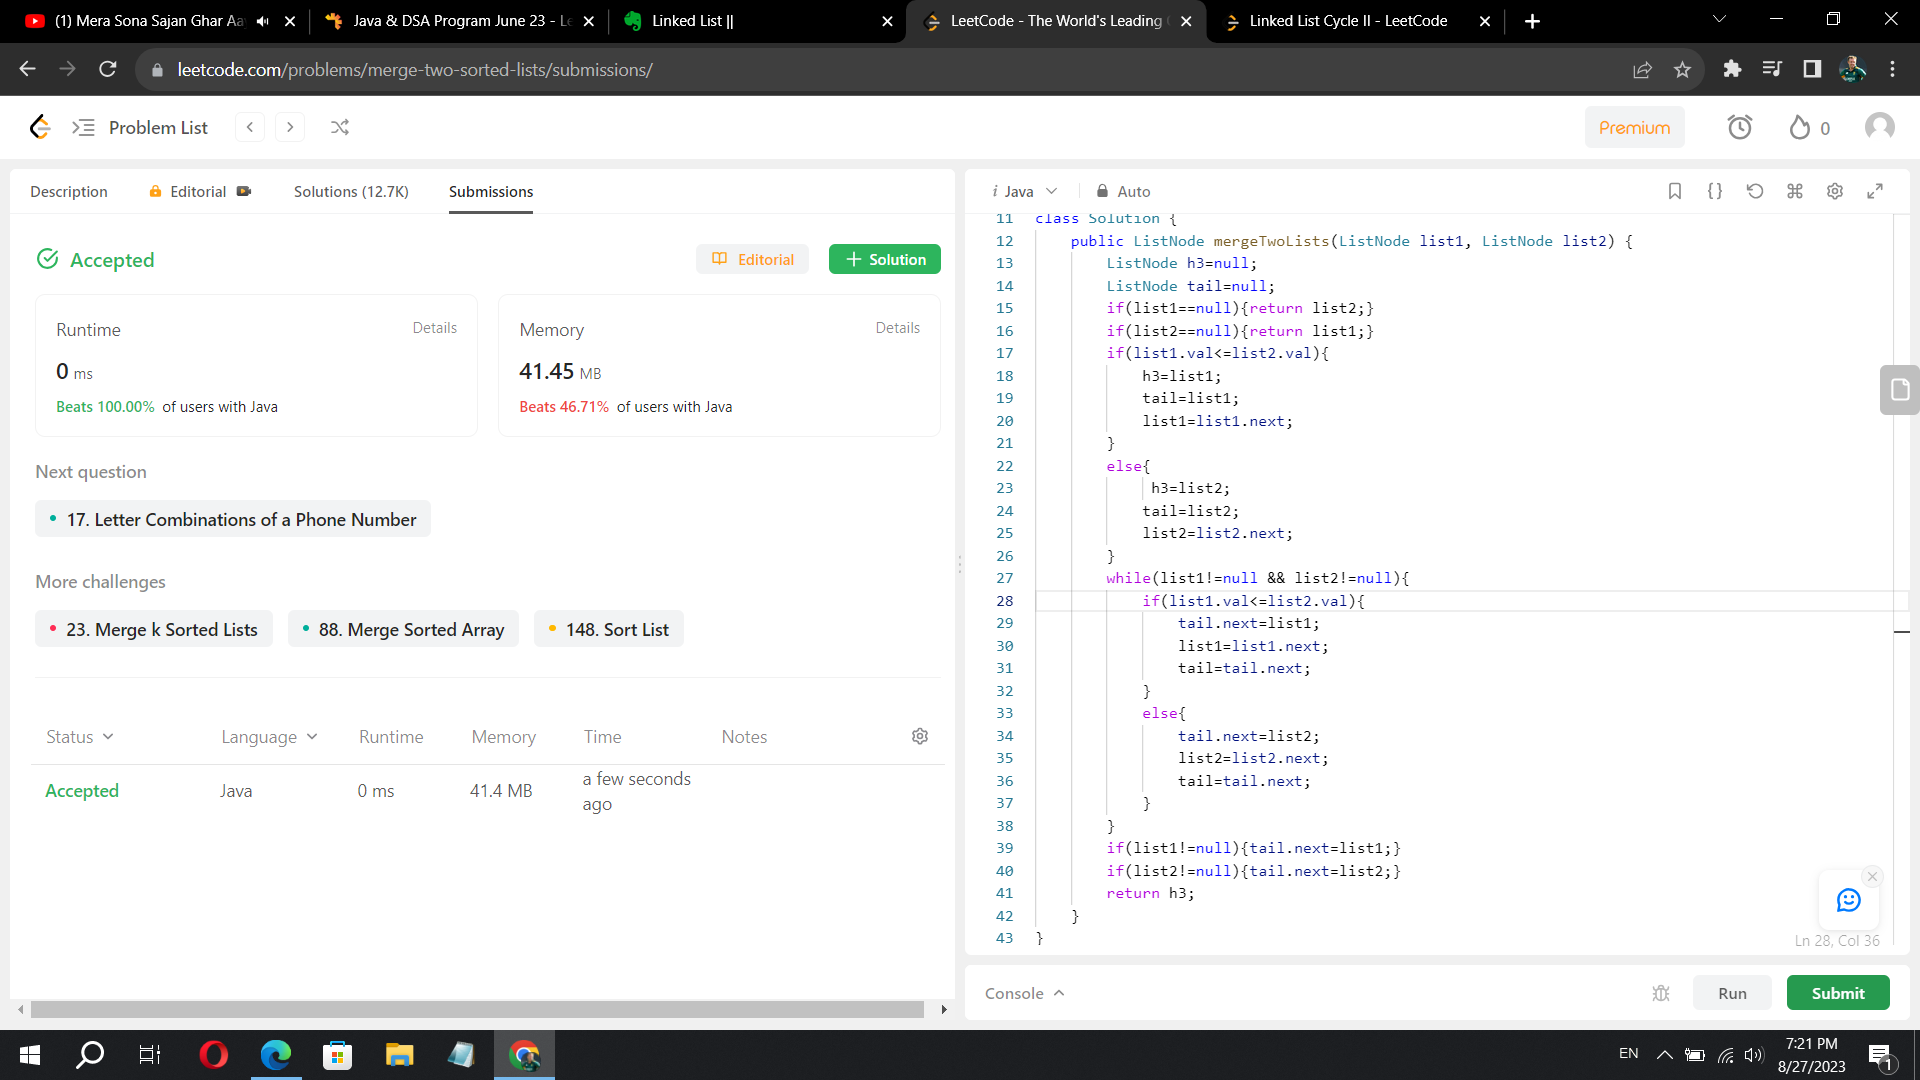 (1) Mera Sona Sajan Ghar Aa
Java & DSA Program June 23 - Le
Linked List ||
LeetCode - The World's Leading
Linked List Cycle II - LeetCode
leetcode.com/problems/merge-two-sorted-lists/submissions/
Problem List
Premium
0
Description
Editorial
Solutions (12.7K)
Submissions
Accepted
Editorial
Solution
Runtime
Details
0 ms
Beats 100.00% of users with Java
Memory
Details
41.45 MB
Beats 46.71% of users with Java
Next question
17. Letter Combinations of a Phone Number
More challenges
23. Merge k Sorted Lists
88. Merge Sorted Array
148. Sort List
Status Language Runtime Memory Time Notes
Accepted Java 0 ms 41.4 MB a few seconds
ago
i Java
Auto
11 class Solution {
12 public ListNode mergeTwoLists(ListNode list1, ListNode list2) {
13 ListNode h3=null;
14 ListNode tail=null;
15 if(list1==null){return list2;}
16 if(list2==null){return list1;}
17 if(list1.val<=list2.val){
18 h3=list1;
19 tail=list1;
20 list1=list1.next;
21 }
22 else{
23 h3=list2;
24 tail=list2;
25 list2=list2.next;
26 }
27 while(list1!=null && list2!=null){
28 if(list1.val<=list2.val){
29 tail.next=list1;
30 list1=list1.next;
31 tail=tail.next;
32 }
33 else{
34 tail.next=list2;
35 list2=list2.next;
36 tail=tail.next;
37 }
38 }
39 if(list1!=null){tail.next=list1;}
40 if(list2!=null){tail.next=list2;}
41 return h3;
42 }
43 }
Ln 28, Col 36
Console
Run
Submit
EN
7:21 PM
8/27/2023
1